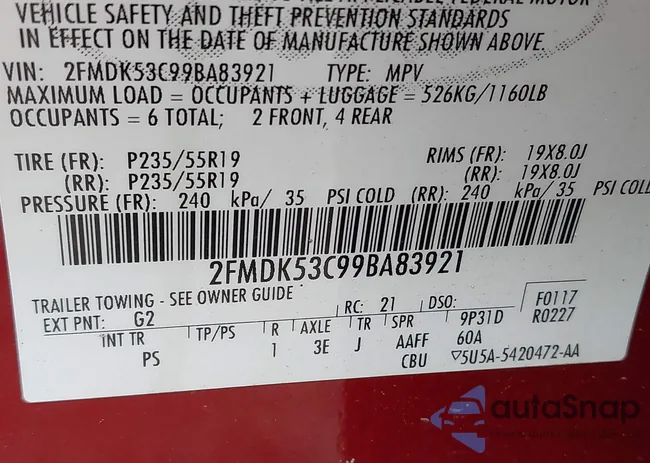 VEHICLE SAFETY AND THEFT PREVENTION STANDARDS
IN EFFECT ON THE DATE OF MANUFACTURE SHOWN ABOVE.
VIN: 2FMDK53C99BA83921 TYPE: MPV
MAXIMUM LOAD = OCCUPANTS + LUGGAGE = 526KG/1160LB
OCCUPANTS = 6 TOTAL; 2 FRONT, 4 REAR
TIRE (FR): P235/55R19 RIMS (FR): 19X8.0J
(RR): P235/55R19 (RR): 19X8.0J
PRESSURE (FR): 240 kPa/ 35 PSI COLD (RR): 240 kPa/ 35 PSI COL
2FMDK53C99BA83921
TRAILER TOWING - SEE OWNER GUIDE
EXT PNT: G2 RC: 21 DSO: F0117
INT TR TP/PS R AXLE TR SPR 9P31D R0227
PS 1 3E J AAFF 60A
CBU ▽5U5A-5420472-AA
autoSnap